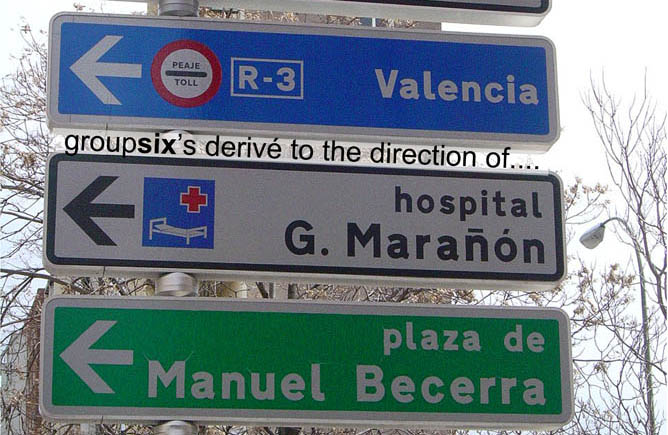 PEAJE
TOLL
R-3
Valencia
groupsix's derivé to the direction of....
hospital
G. Marañón
plaza de
Manuel Becerra